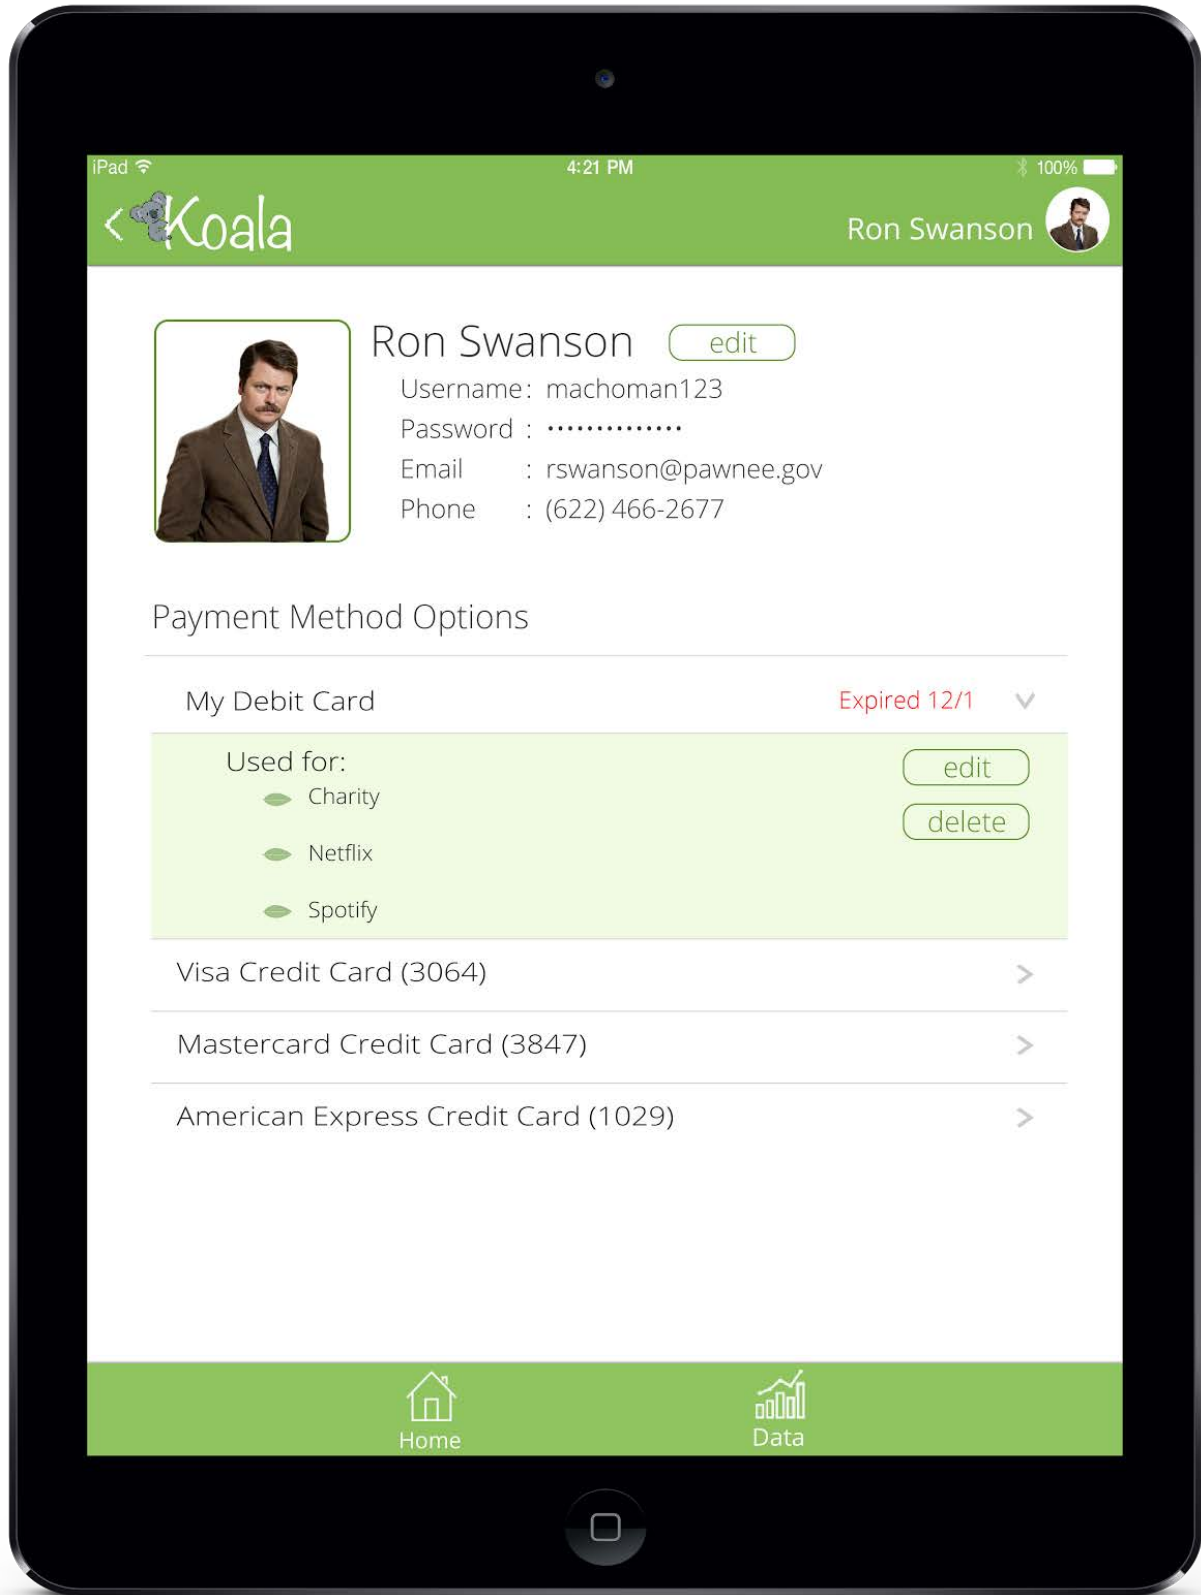 iPad 4:21 PM 100%
< Koala Ron Swanson
Ron Swanson edit
Username: machoman123
Password : ••••••••••••••
Email : rswanson@pawnee.gov
Phone : (622) 466-2677
Payment Method Options
My Debit Card Expired 12/1
Used for: edit
Charity
delete
Netflix
Spotify
Visa Credit Card (3064) >
Mastercard Credit Card (3847) >
American Express Credit Card (1029) >
Home Data